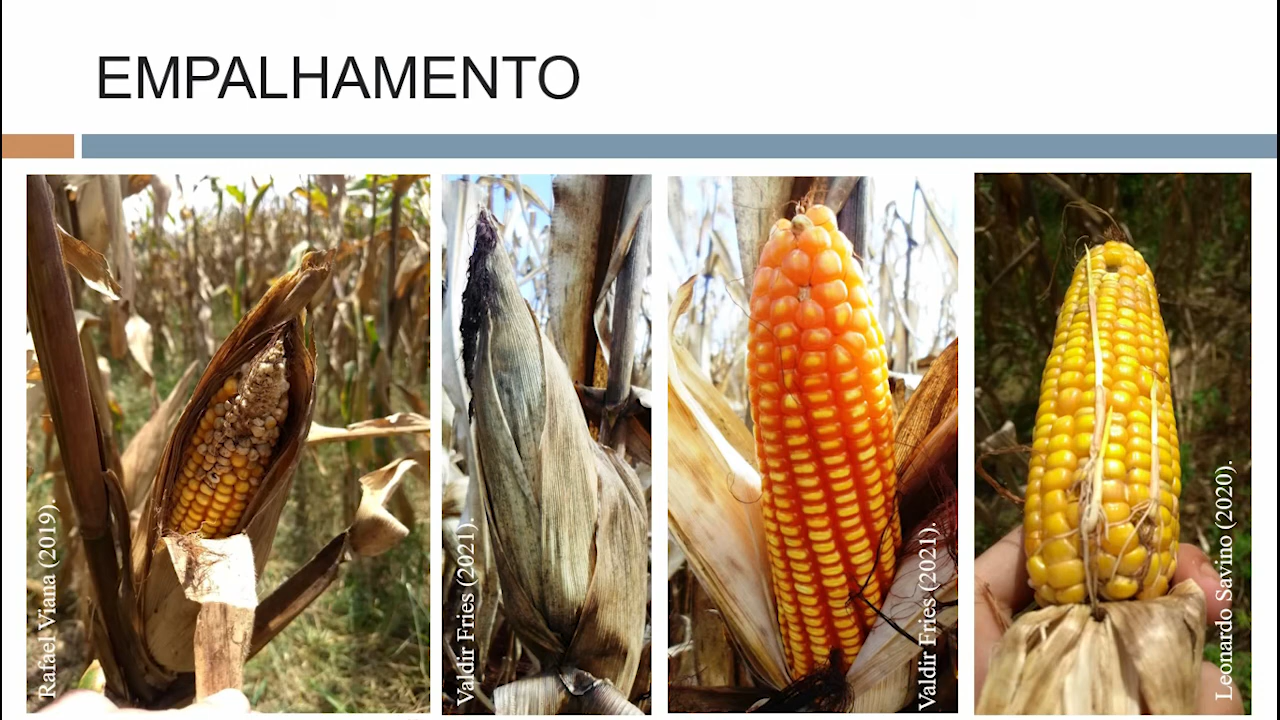 EMPALHAMENTO
Rafael Viana (2019).
Valdir Fries (2021).
Valdir Fries (2021).
Leonardo Savino (2020).